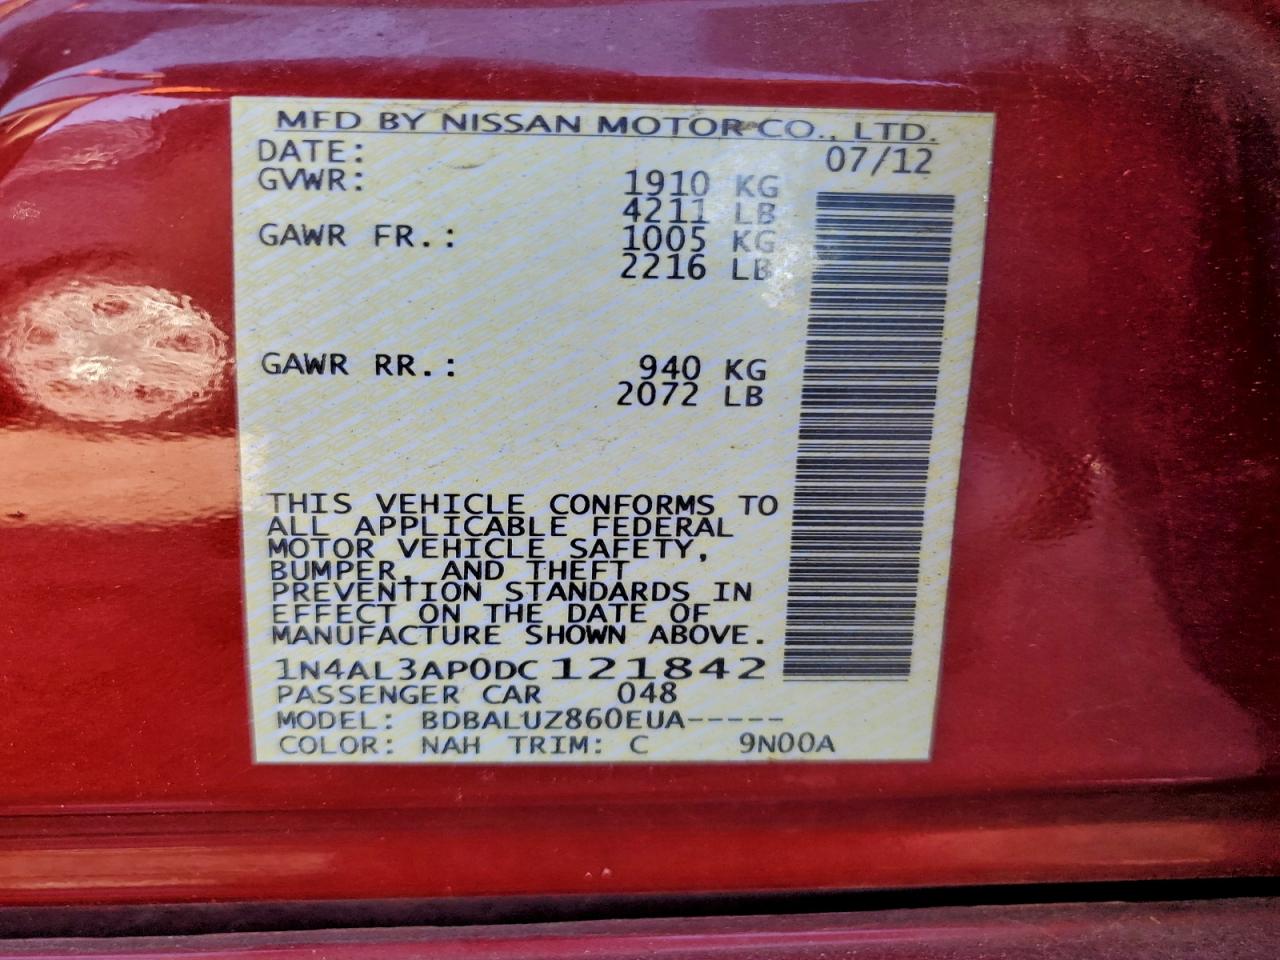 MFD BY NISSAN MOTOR CO., LTD.
DATE: 07/12
GVWR: 1910 KG
4211 LB
GAWR FR.: 1005 KG
2216 LB
GAWR RR.: 940 KG
2072 LB
THIS VEHICLE CONFORMS TO
ALL APPLICABLE FEDERAL
MOTOR VEHICLE SAFETY,
BUMPER, AND THEFT
PREVENTION STANDARDS IN
EFFECT ON THE DATE OF
MANUFACTURE SHOWN ABOVE.
1N4AL3AP0DC121842
PASSENGER CAR 048
MODEL: BDBALUZ860EUA-----
COLOR: NAH TRIM: C 9N00A